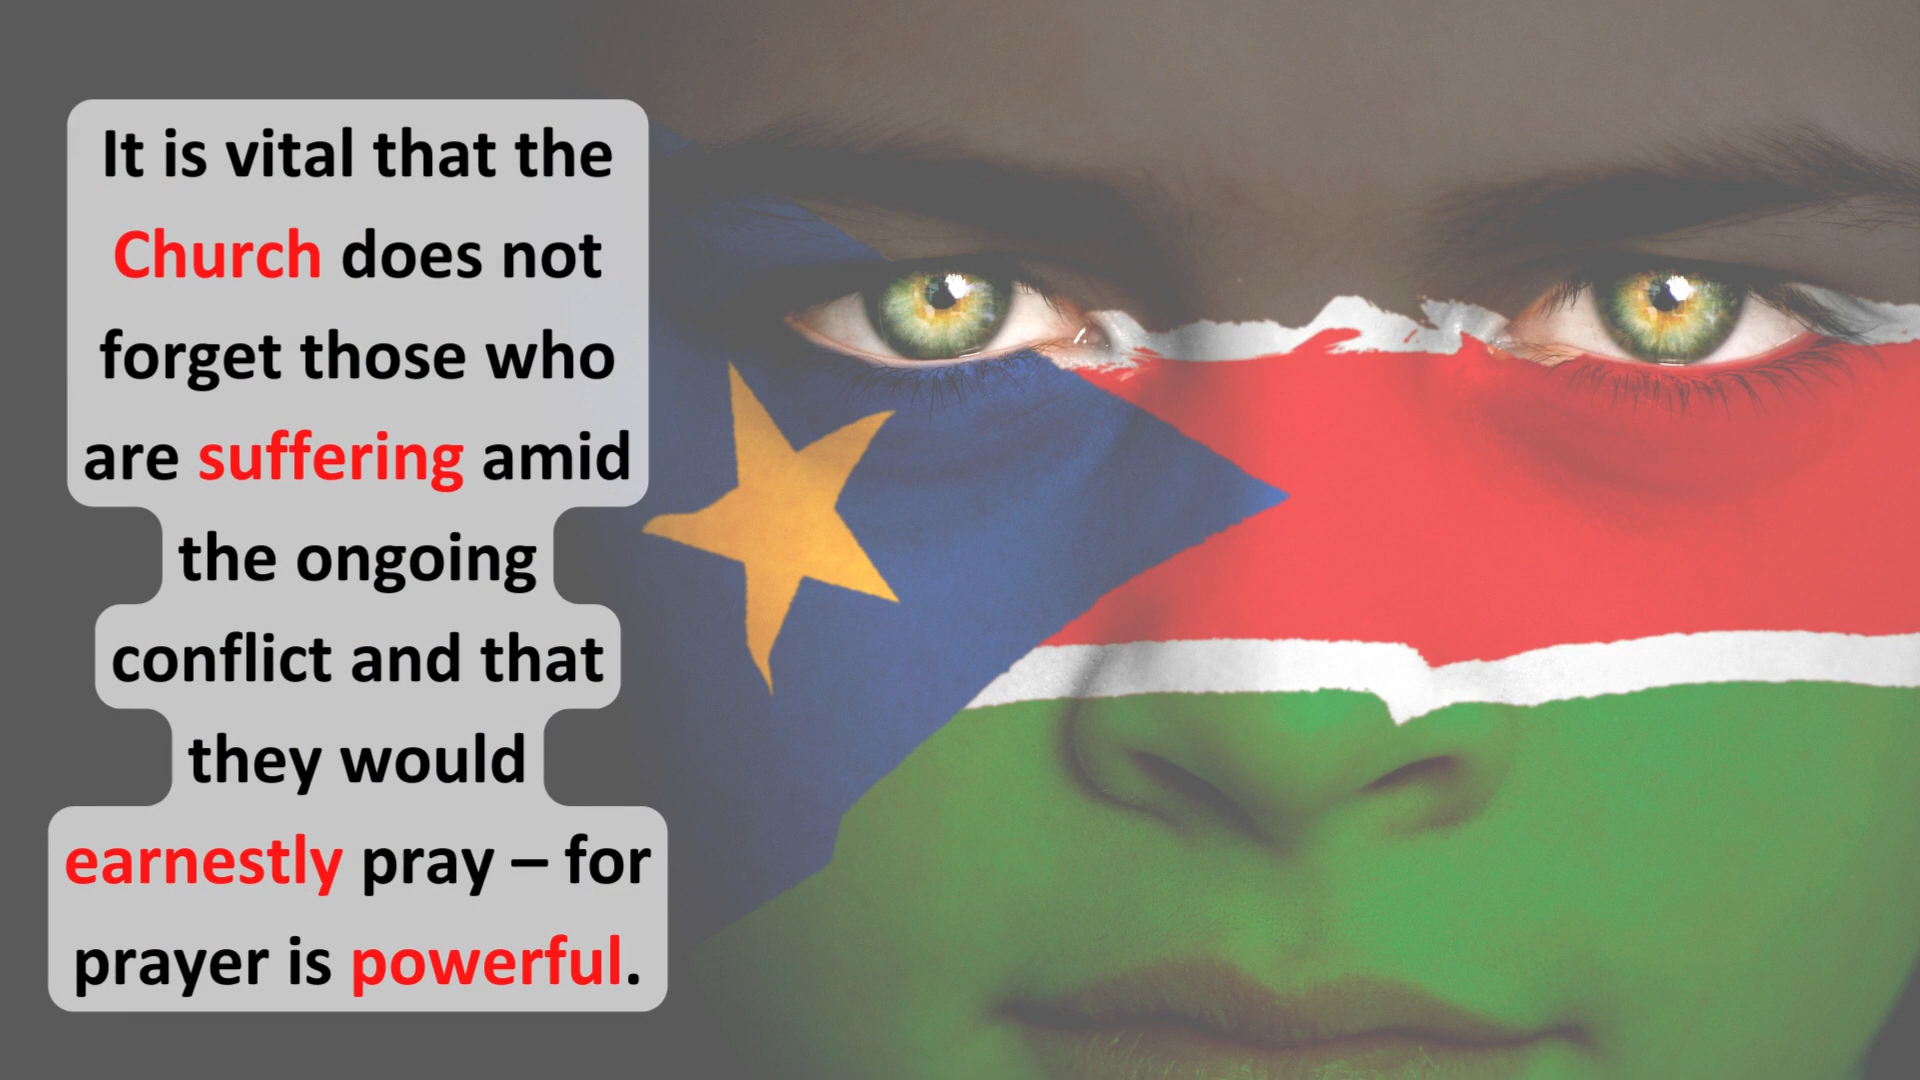 It is vital that the
Church does not
forget those who
are suffering amid
the ongoing
conflict and that
they would
earnestly pray – for
prayer is powerful.